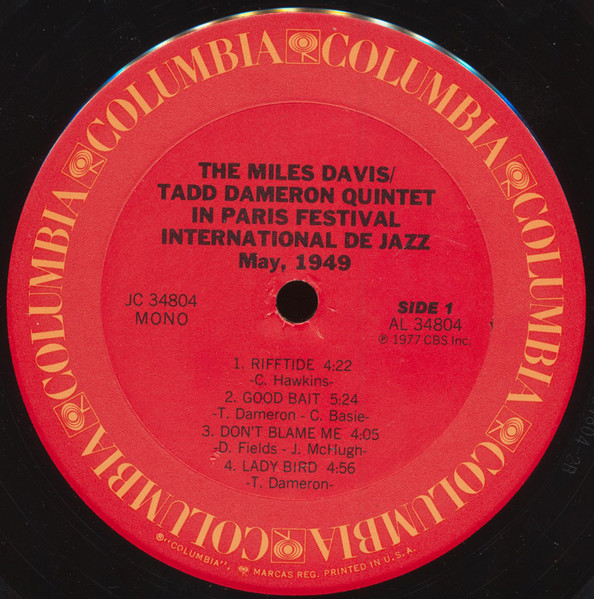 COLUMBIA COLUMBIA COLUMBIA COLUMBIA COLUMBIA COLUMBIA COLUMBIA COLUMBIA
THE MILES DAVIS/
TADD DAMERON QUINTET
IN PARIS FESTIVAL
INTERNATIONAL DE JAZZ
May, 1949
JC 34804
MONO
SIDE 1
AL 34804
℗ 1977 CBS Inc.
1. RIFFTIDE 4:22
-C. Hawkins-
2. GOOD BAIT 5:24
-T. Dameron - C. Basie-
3. DON'T BLAME ME 4:05
-D. Fields - J. McHugh-
4. LADY BIRD 4:56
-T. Dameron-
®"COLUMBIA", MARCAS REG. PRINTED IN U.S.A.